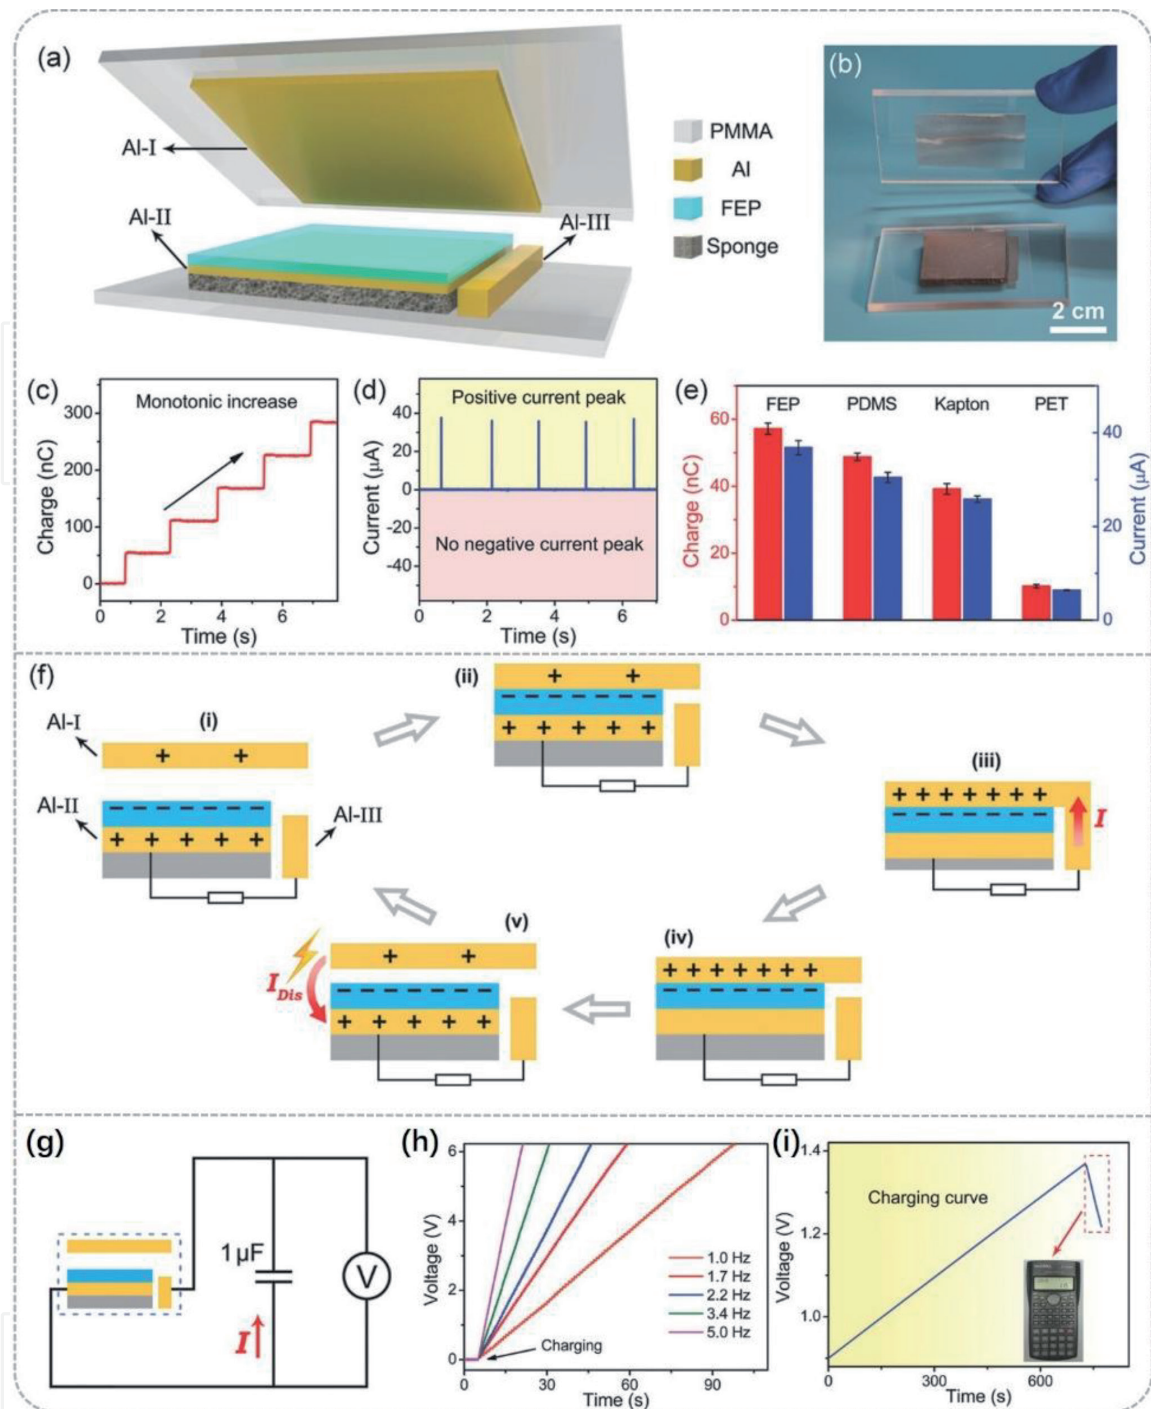 (a)
Al-I
Al-II
Al-III
PMMA
Al
FEP
Sponge
(b)
2 cm
(c)
Monotonic increase
Charge (nC)
300
200
100
0
0 2 4 6
Time (s)
(d)
Positive current peak
No negative current peak
Current (μA)
40
20
0
-20
-40
0 2 4 6
Time (s)
(e)
FEP PDMS Kapton PET
Charge (nC)
60
40
20
0
Current (μA)
40
20
0
(f)
(i)
Al-I
Al-II
Al-III
+ +
− − − − − − −
+ + + + +
(ii)
+ +
− − − − − − −
+ + + + +
(iii)
+ + + + + + +
− − − − − − −
I
(iv)
+ + + + + + +
− − − − − − −
(v)
I Dis
+ +
− − − − − − −
+ + + + +
(g)
1 μF
I
V
(h)
Voltage (V)
6
4
2
0
1.0 Hz
1.7 Hz
2.2 Hz
3.4 Hz
5.0 Hz
Charging
0 30 60 90
Time (s)
(i)
Charging curve
Voltage (V)
1.4
1.2
1.0
0 300 600
Time (s)